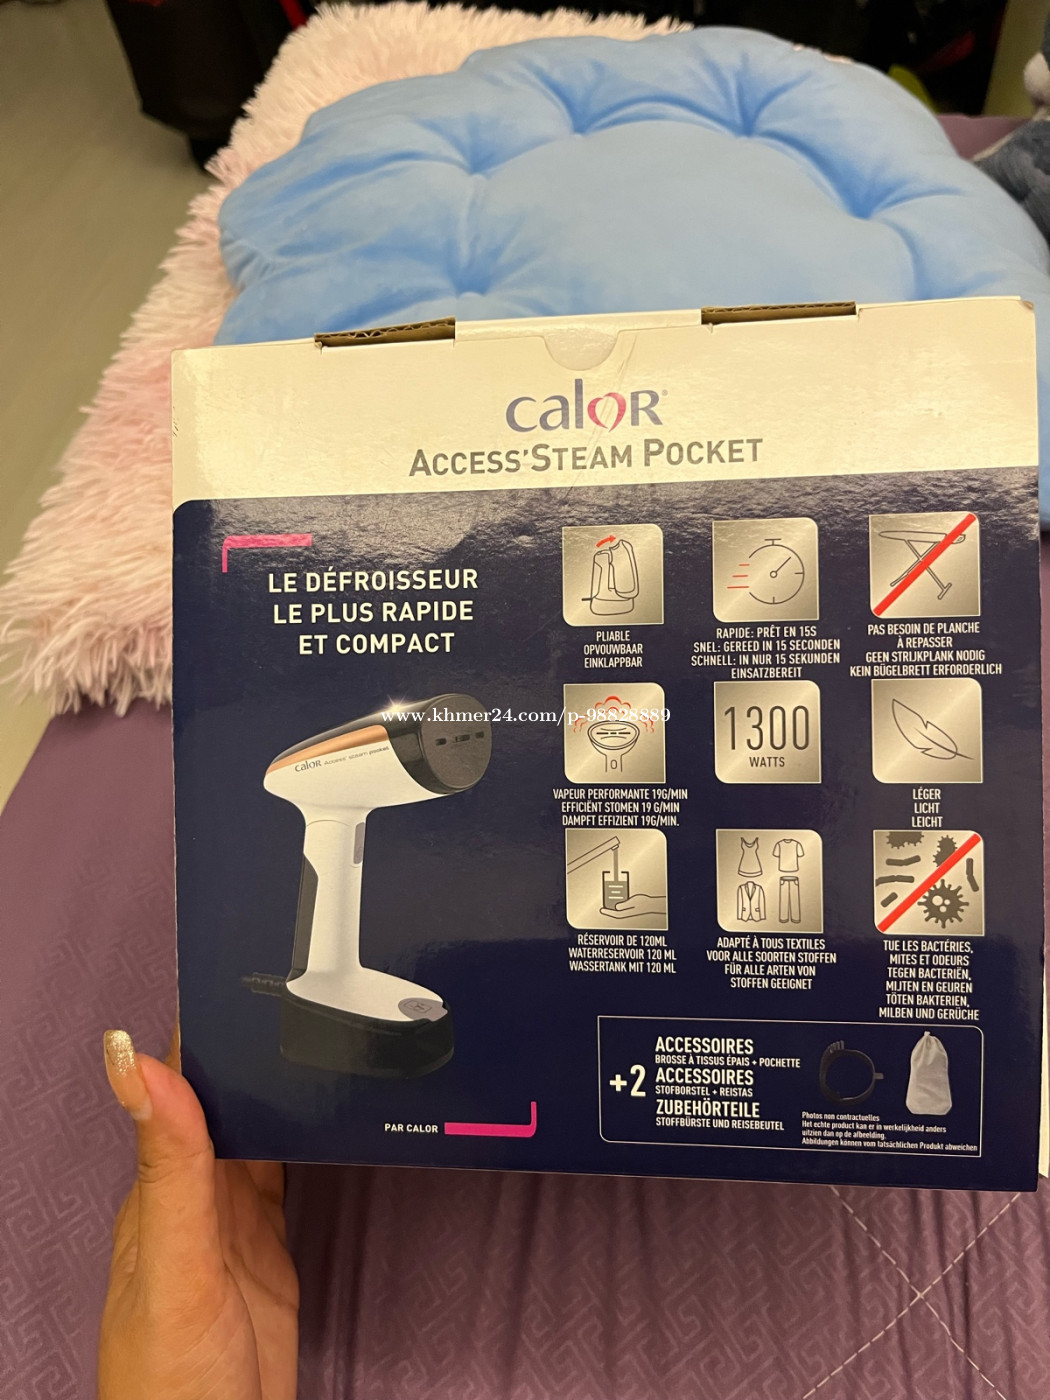 calor
ACCESS'STEAM POCKET
LE DÉFROISSEUR
LE PLUS RAPIDE
ET COMPACT
PLIABLE
OPVOUWBAAR
EINKLAPPBAR
RAPIDE: PRÊT EN 15S
SNEL: GEREED IN 15 SECONDEN
SCHNELL: IN NUR 15 SEKUNDEN
EINSATZBEREIT
PAS BESOIN DE PLANCHE
À REPASSER
GEEN STRIJKPLANK NODIG
KEIN BÜGELBRETT ERFORDERLICH
www.khmer24.com/p-98828889
calor access' steam pocket
VAPEUR PERFORMANTE 19G/MIN
EFFICIËNT STOMEN 19 G/MIN
DAMPFT EFFIZIENT 19G/MIN.
1300
WATTS
LÉGER
LICHT
LEICHT
RÉSERVOIR DE 120ML
WATERRESERVOIR 120 ML
WASSERTANK MIT 120 ML
ADAPTÉ À TOUS TEXTILES
VOOR ALLE SOORTEN STOFFEN
FÜR ALLE ARTEN VON
STOFFEN GEEIGNET
TUE LES BACTÉRIES,
MITES ET ODEURS
TEGEN BACTERIËN,
MIJTEN EN GEUREN
TÖTEN BAKTERIEN,
MILBEN UND GERÜCHE
+2
ACCESSOIRES
BROSSE À TISSUS ÉPAIS + POCHETTE
ACCESSOIRES
STOFBORSTEL + REISTAS
ZUBEHÖRTEILE
STOFFBÜRSTE UND REISEBEUTEL
Photos non contractuelles
Het echte product kan er in werkelijkheid anders
uitzien dan op de afbeelding.
Abbildungen können vom tatsächlichen Produkt abweichen
PAR CALOR